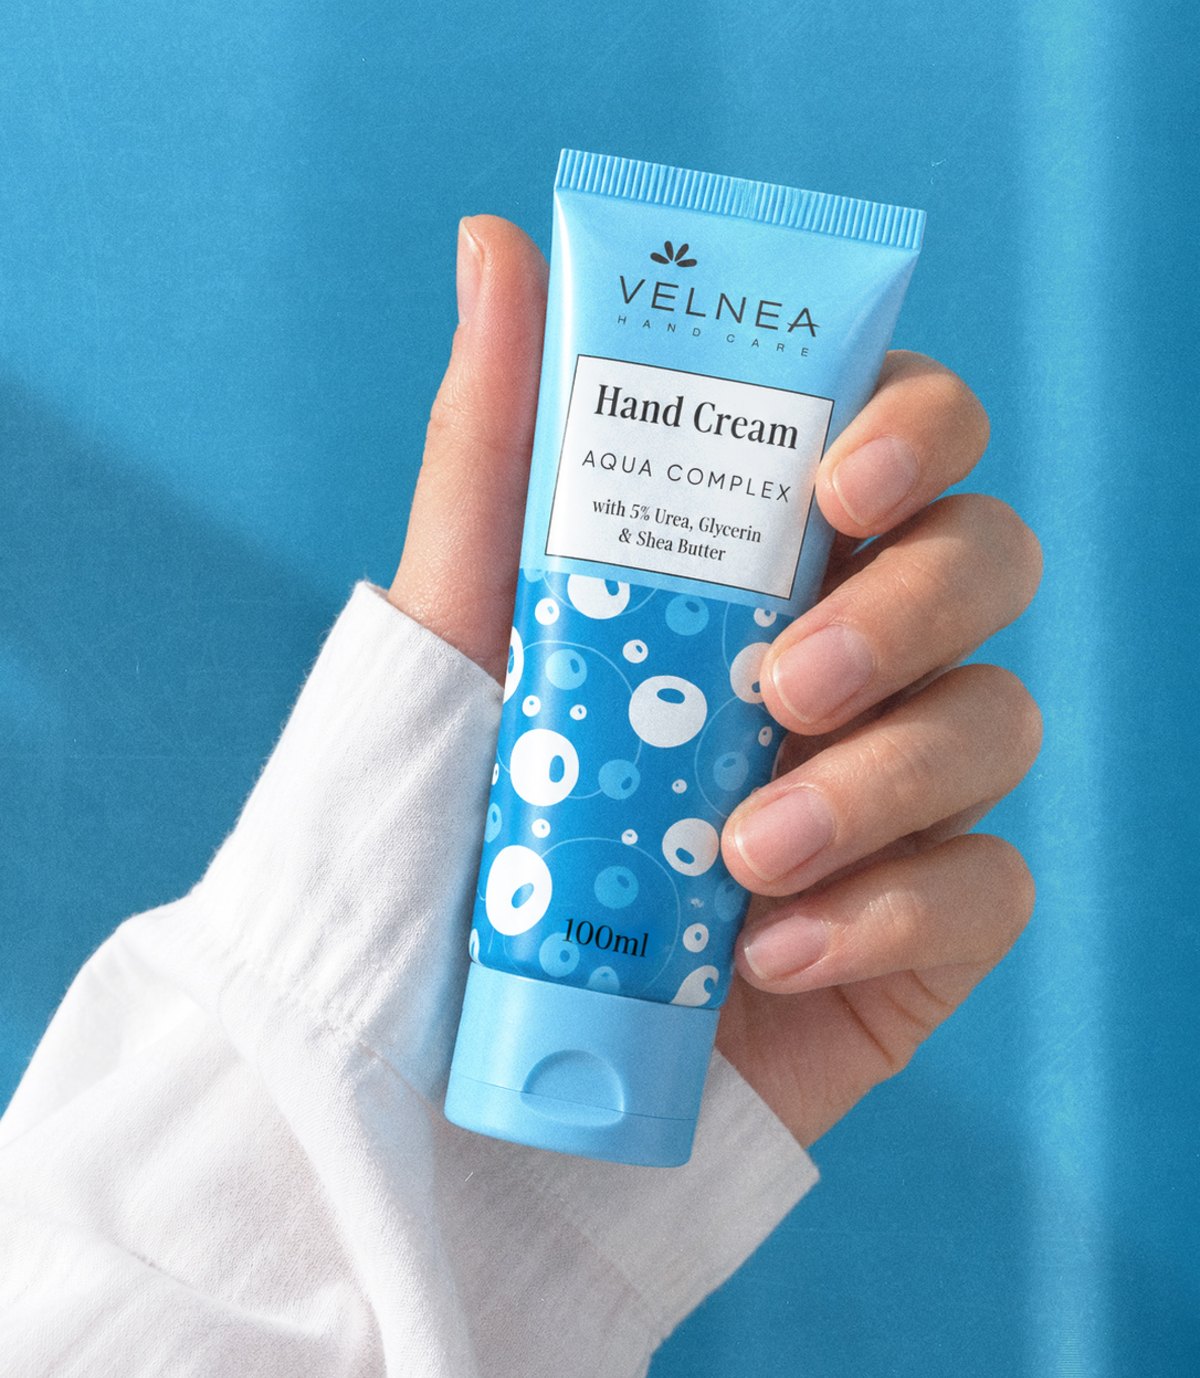 VELNEA
HAND CARE
Hand Cream
AQUA COMPLEX
with 5% Urea, Glycerin
& Shea Butter
100ml